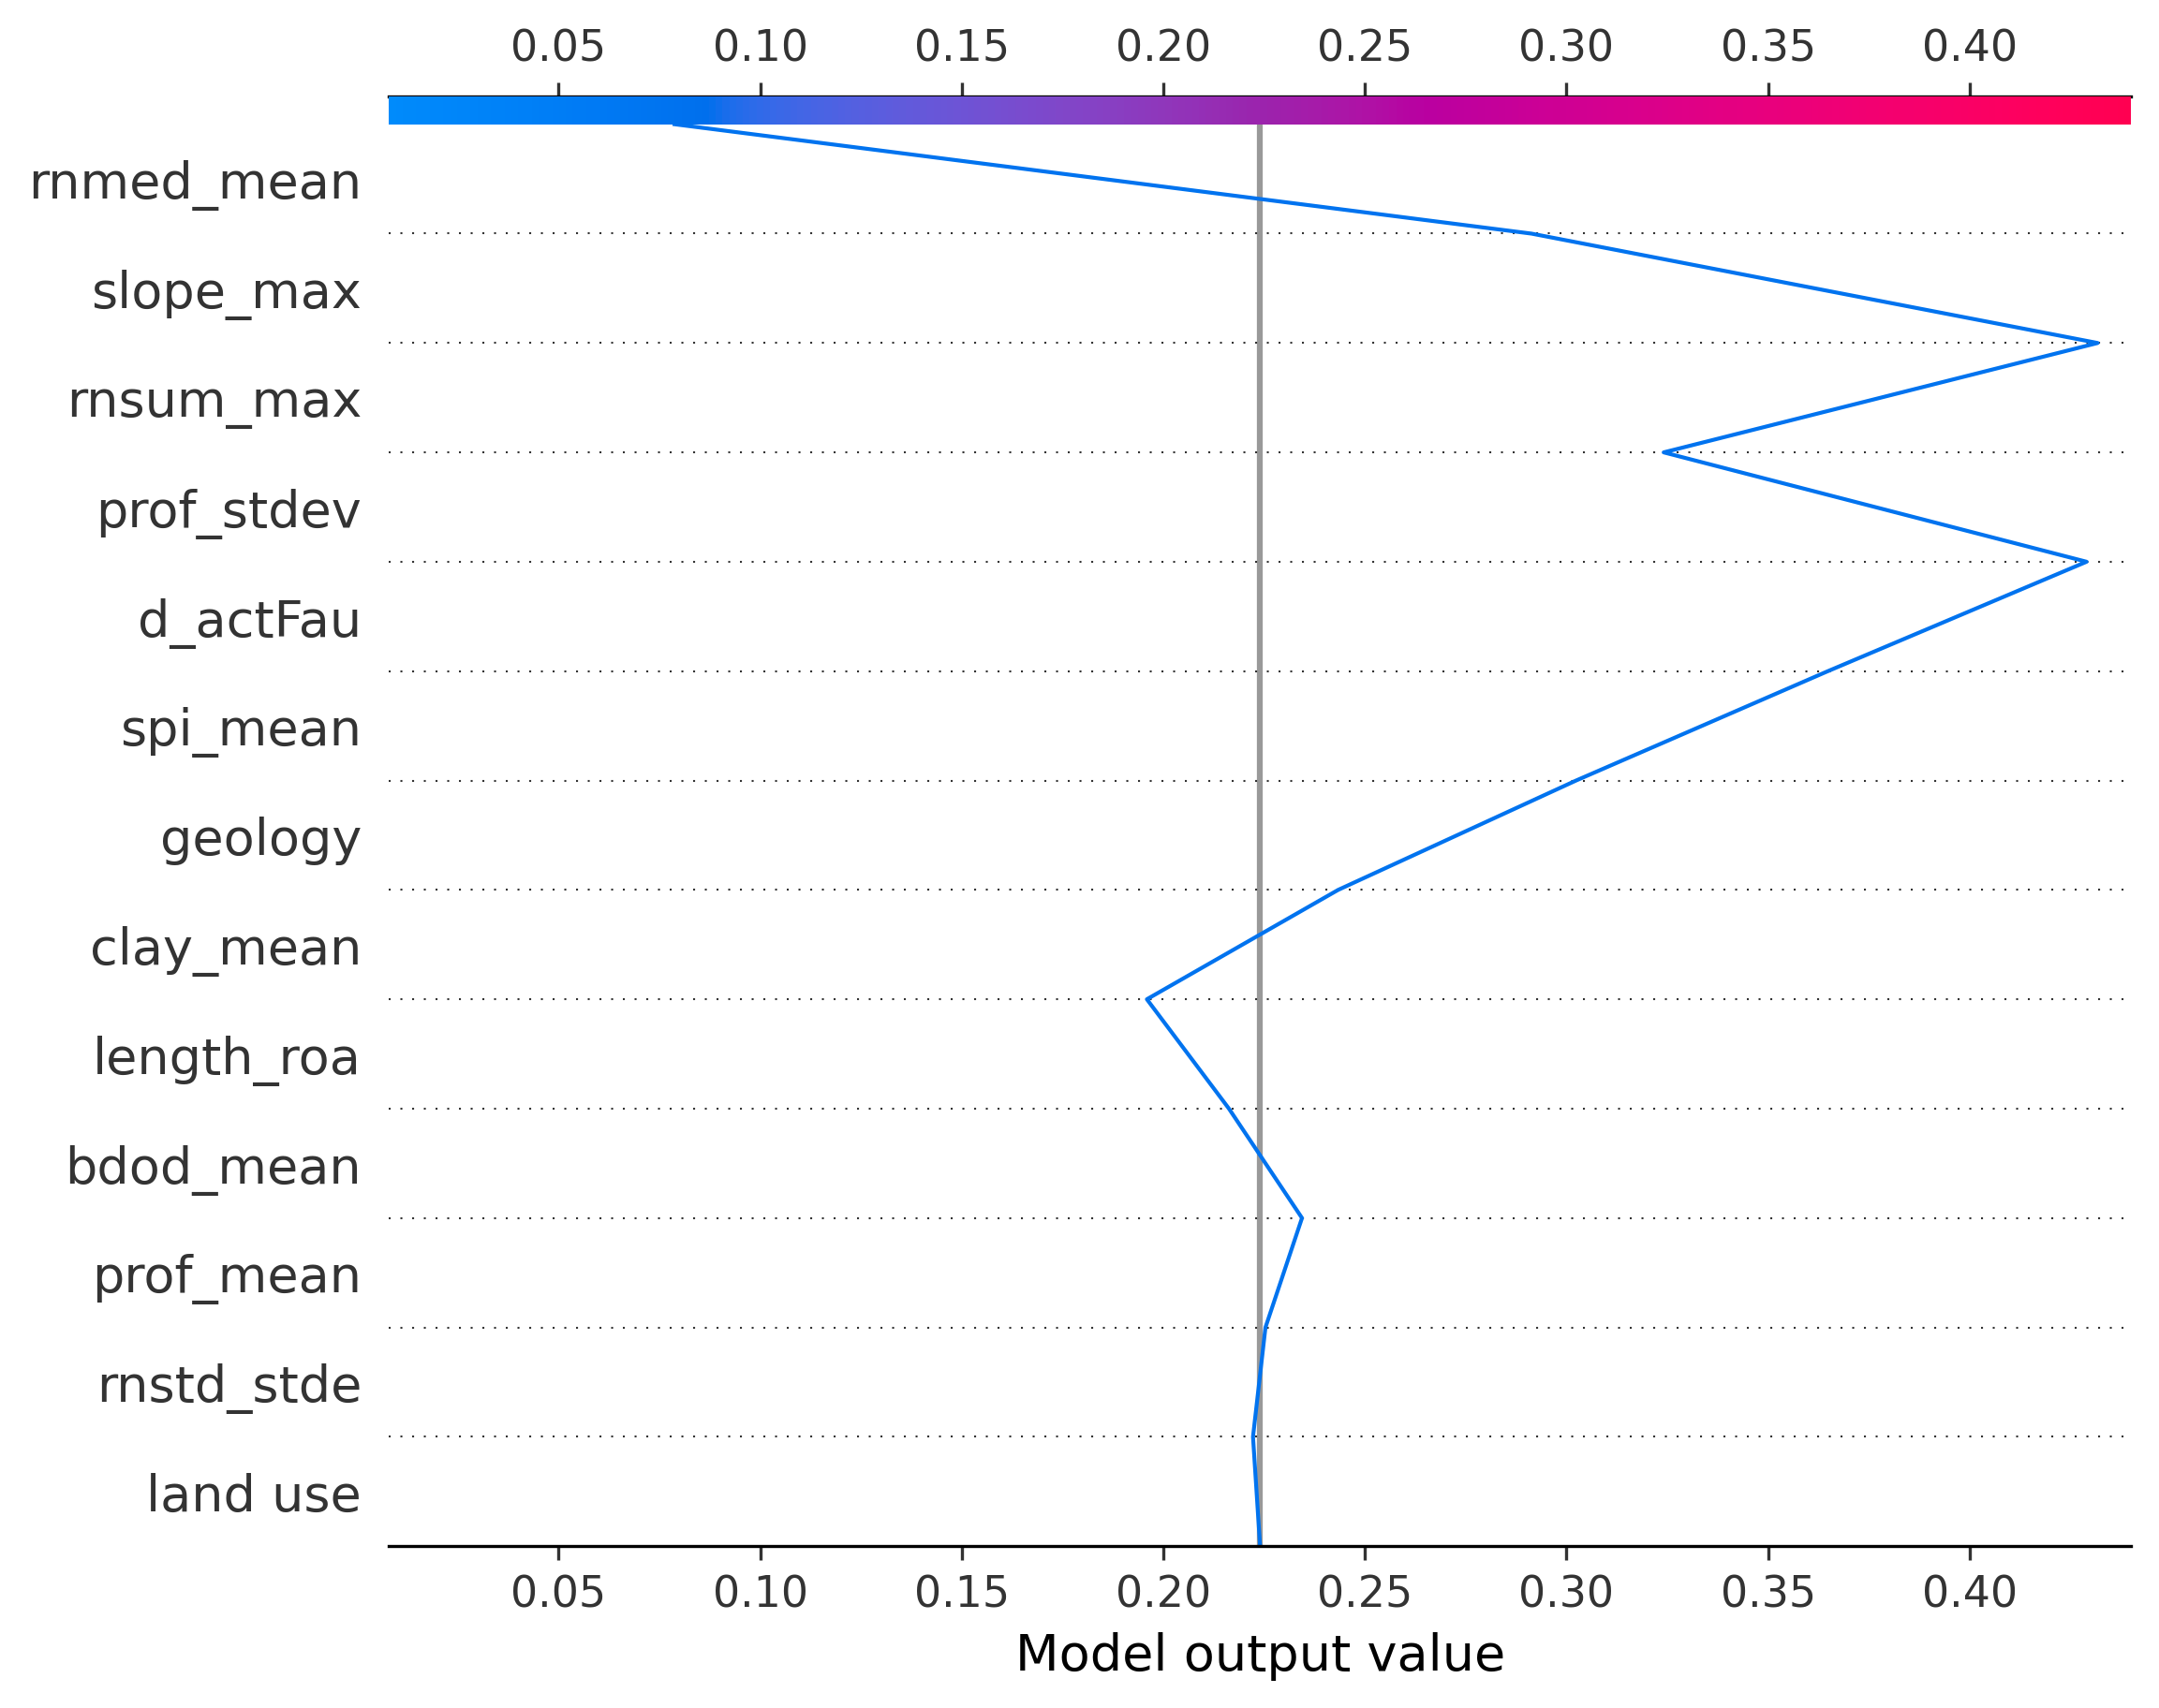 0.05 0.10 0.15 0.20 0.25 0.30 0.35 0.40
rnmed_mean
slope_max
rnsum_max
prof_stdev
d_actFau
spi_mean
geology
clay_mean
length_roa
bdod_mean
prof_mean
rnstd_stde
land use
0.05 0.10 0.15 0.20 0.25 0.30 0.35 0.40
Model output value